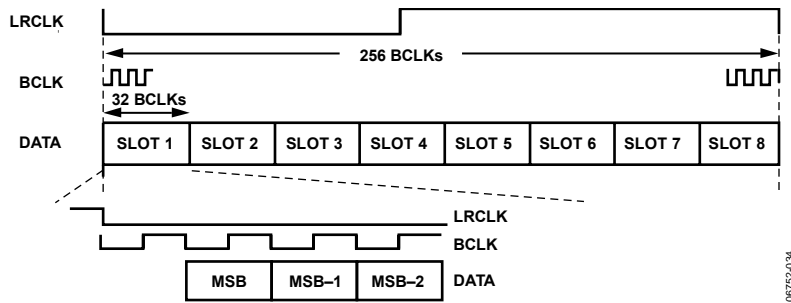 LRCLK
256 BCLKs
BCLK
32 BCLKs
DATA SLOT 1 SLOT 2 SLOT 3 SLOT 4 SLOT 5 SLOT 6 SLOT 7 SLOT 8
LRCLK
BCLK
MSB MSB–1 MSB–2 DATA
06752-034